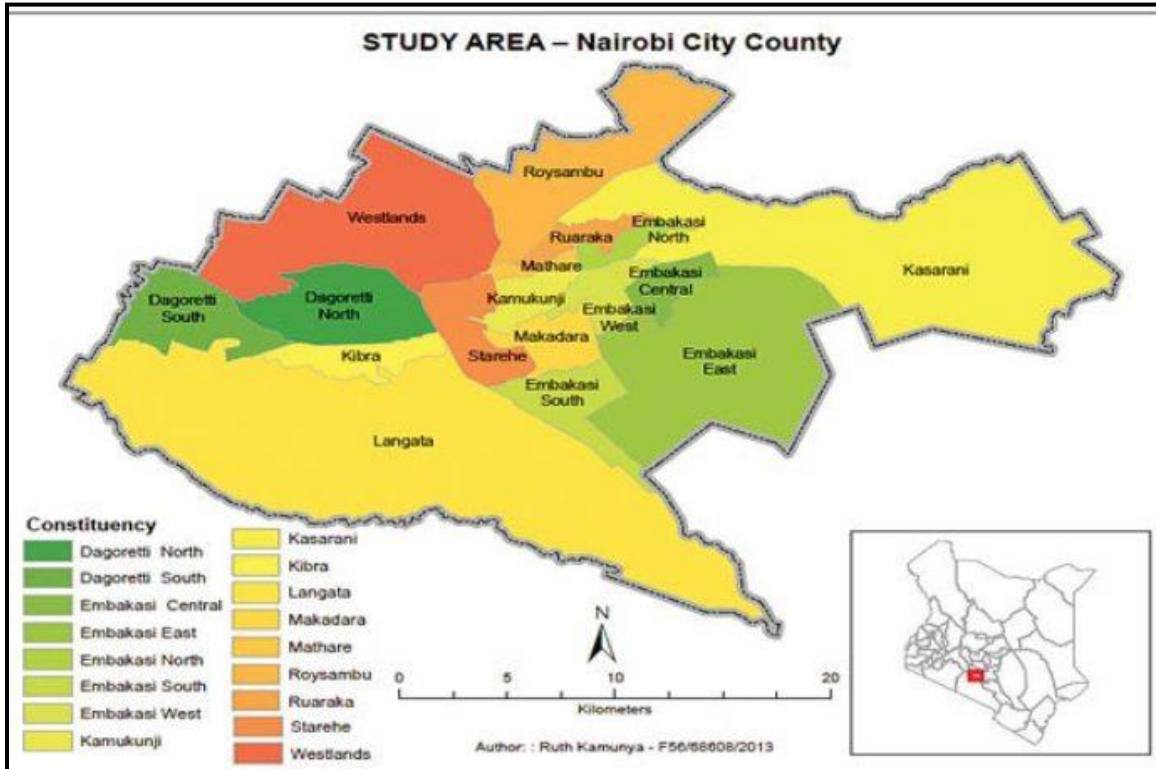 STUDY AREA – Nairobi City County
Roysambu
Westlands
Ruaraka
Embakasi
North
Mathare
Kasarani
Embakasi
Central
Dagoretti
South
Dagoretti
North
Kamukunji
Embakasi
West
Makadara
Kibra
Starehe
Embakasi
East
Embakasi
South
Langata
Constituency
Dagoretti North
Dagoretti South
Embakasi Central
Embakasi East
Embakasi North
Embakasi South
Embakasi West
Kamukunji
Kasarani
Kibra
Langata
Makadara
Mathare
Roysambu
Ruaraka
Starehe
Westlands
N
0 5 10 20
Kilometers
Author: : Ruth Kamunya - F56/68608/2013